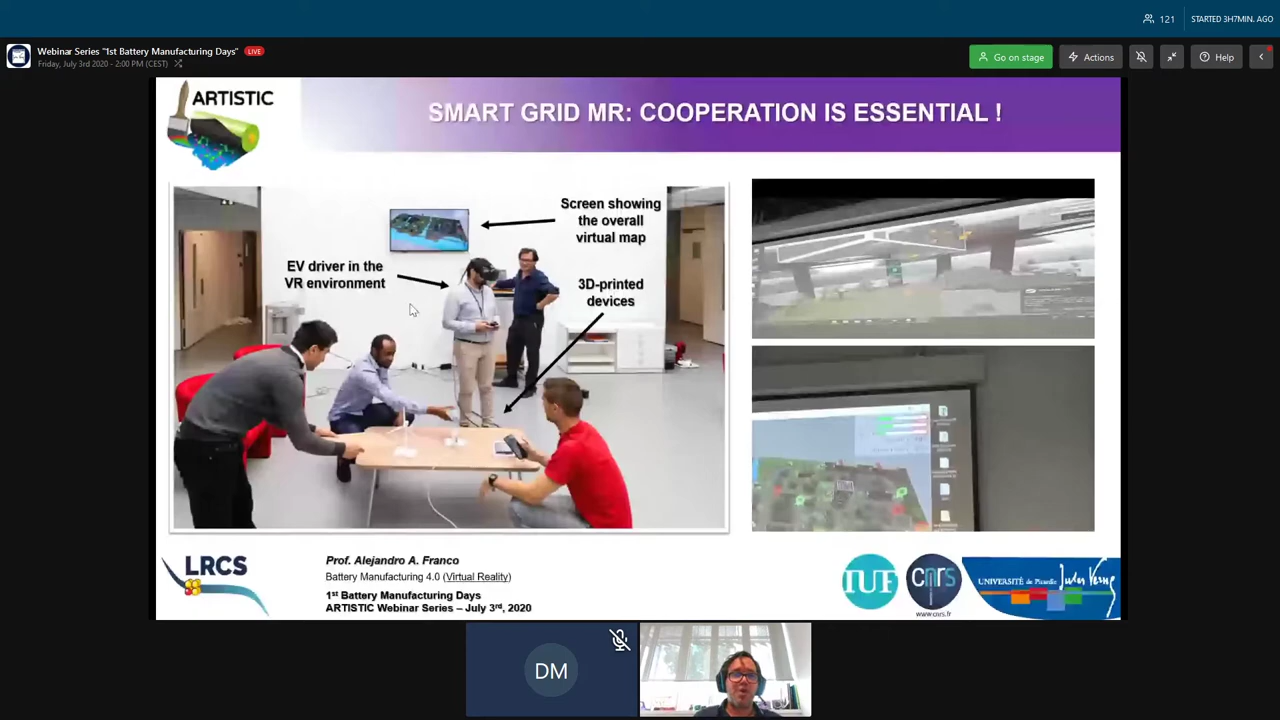 121
STARTED 3H7MIN. AGO
Webinar Series "1st Battery Manufacturing Days" LIVE
Friday, July 3rd 2020 - 2:00 PM (CEST)
Go on stage
Actions
Help
ARTISTIC
SMART GRID MR: COOPERATION IS ESSENTIAL !
Screen showing
the overall
virtual map
EV driver in the
VR environment
3D-printed
devices
LRCS
Prof. Alejandro A. Franco
Battery Manufacturing 4.0 (Virtual Reality)
1st Battery Manufacturing Days
ARTISTIC Webinar Series – July 3rd, 2020
IUF
cnrs
www.cnrs.fr
UNIVERSITÉ de Picardie
Jules Verne
DM